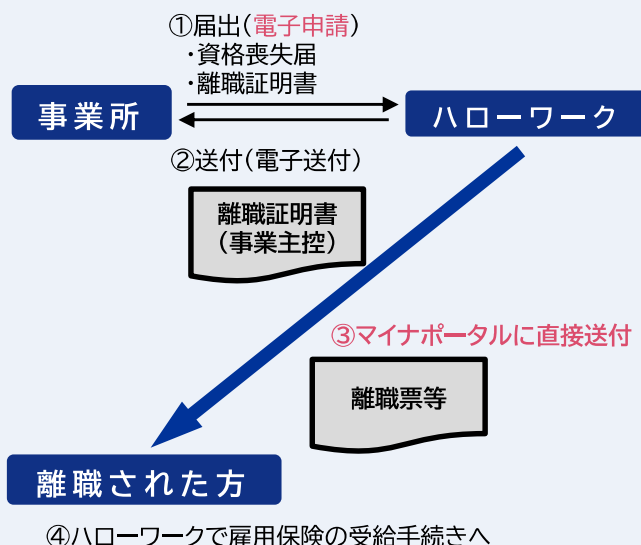 ①届出（電子申請）
・資格喪失届
・離職証明書
事業所
ハローワーク
②送付（電子送付）
離職証明書
（事業主控）
③マイナポータルに直接送付
離職票等
離職された方
④ハローワークで雇用保険の受給手続きへ